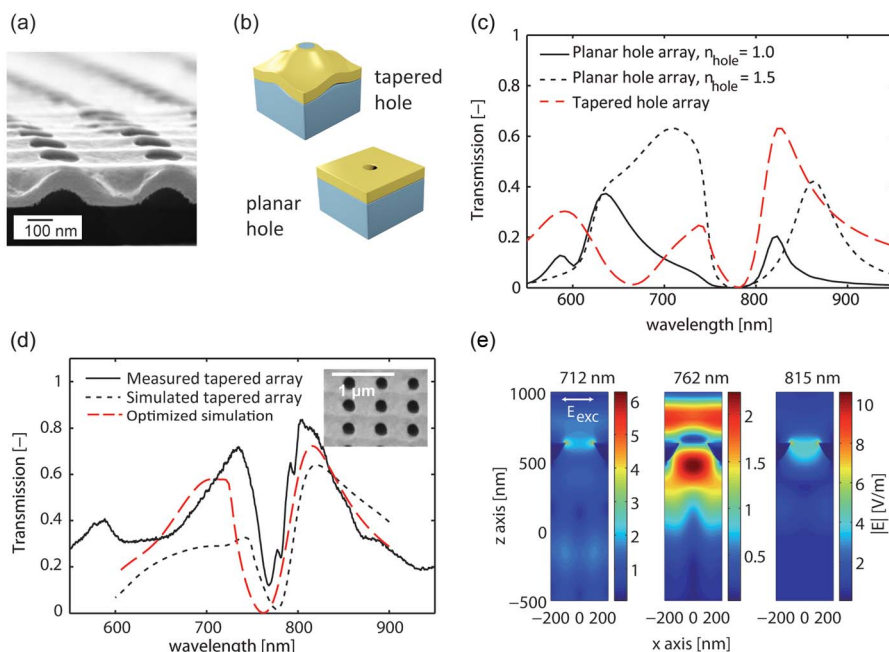 (a)
100 nm
(b)
tapered
hole
planar
hole
(c)
Transmission [–]
1
0.8
0.6
0.4
0.2
0
Planar hole array, nhole= 1.0
Planar hole array, nhole= 1.5
Tapered hole array
600 700 800 900
wavelength [nm]
(d)
Transmission [–]
1
0.8
0.6
0.4
0.2
0
Measured tapered array
Simulated tapered array
Optimized simulation
1 µm
600 700 800 900
wavelength [nm]
(e)
712 nm 762 nm 815 nm
z axis [nm]
1000
500
0
−500
Eexc
6
5
4
3
2
1
2
1.5
1
0.5
10
8
6
4
2
|E| [V/m]
−200 0 200 −200 0 200 −200 0 200
x axis [nm]